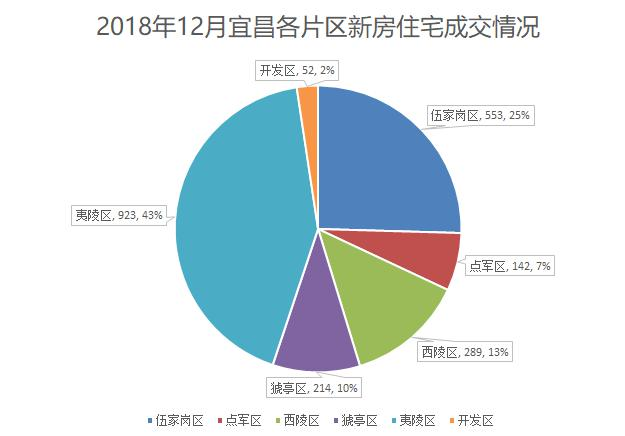 2018年12月宜昌各片区新房住宅成交情况
开发区, 52, 2%
伍家岗区, 553, 25%
夷陵区, 923, 43%
点军区, 142, 7%
西陵区, 289, 13%
猇亭区, 214, 10%
伍家岗区 点军区 西陵区 猇亭区 夷陵区 开发区